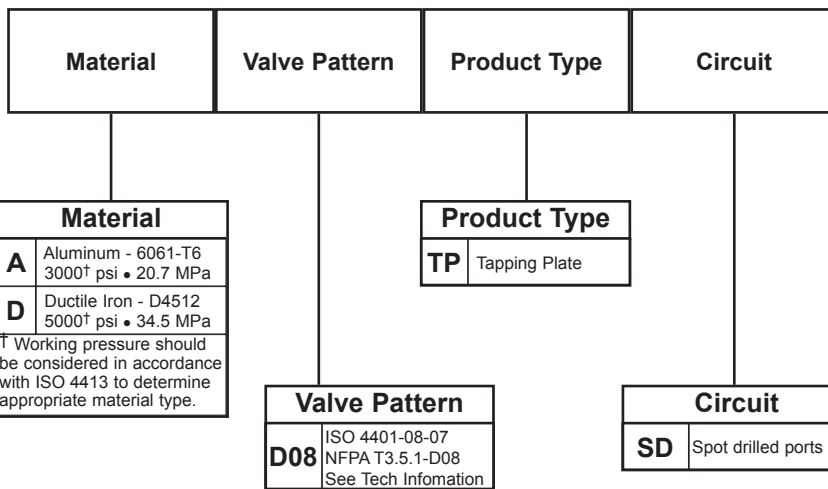 Material
Valve Pattern
Product Type
Circuit
Material
A
Aluminum - 6061-T6
3000† psi • 20.7 MPa
D
Ductile Iron - D4512
5000† psi • 34.5 MPa
† Working pressure should
be considered in accordance
with ISO 4413 to determine
appropriate material type.
Product Type
TP
Tapping Plate
Valve Pattern
D08
ISO 4401-08-07
NFPA T3.5.1-D08
See Tech Infomation
Circuit
SD
Spot drilled ports